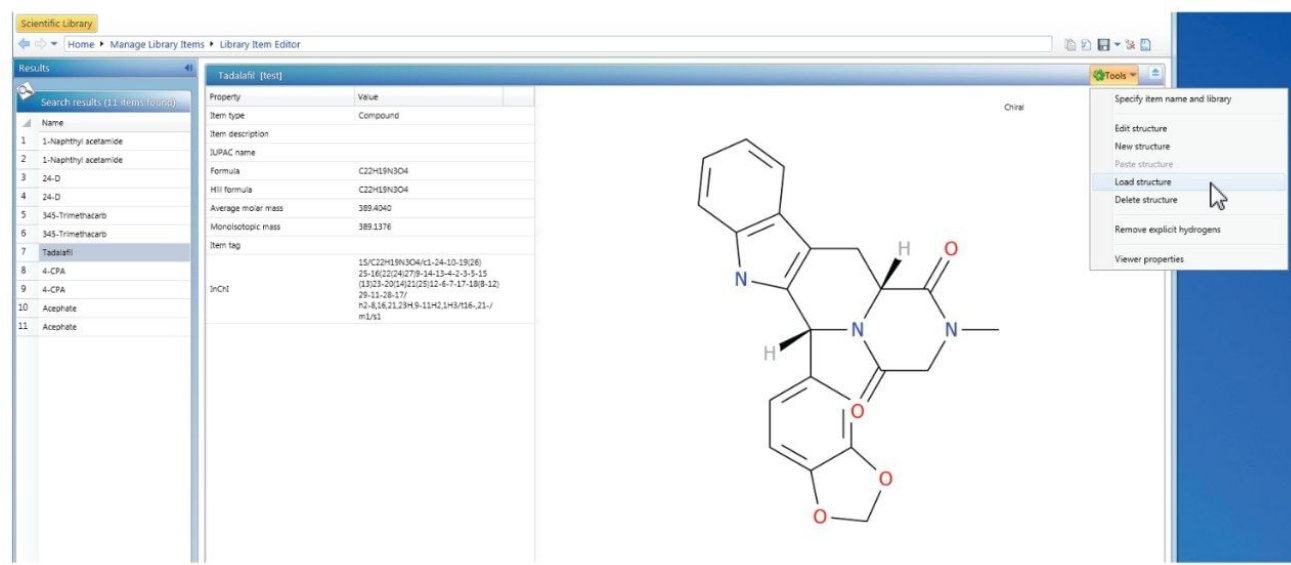 Scientific Library
Home ▸ Manage Library Items ▸ Library Item Editor
Results
Search results (11 items found)
Name
1 1-Naphthyl acetamide
2 1-Naphthyl acetamide
3 24-D
4 24-D
5 345-Trimethacarb
6 345-Trimethacarb
7 Tadalafil
8 4-CPA
9 4-CPA
10 Acephate
11 Acephate
Tadalafil [test]
Property Value
Item type Compound
Item description
IUPAC name
Formula C22H19N3O4
Hill formula C22H19N3O4
Average molar mass 389.4040
Monoisotopic mass 389.1376
Item tag
InChI
1S/C22H19N3O4/c1-24-10-19(26)
25-16(22(24)27)9-14-13-4-2-3-5-15
(13)23-20(14)21(25)12-6-7-17-18(8-12)
29-11-28-17/
h2-8,16,21,23H,9-11H2,1H3/t16-,21-/
m1/s1
Chiral
H
O
N
N
N
H
O
O
O
Tools
Specify item name and library
Edit structure
New structure
Paste structure
Load structure
Delete structure
Remove explicit hydrogens
Viewer properties